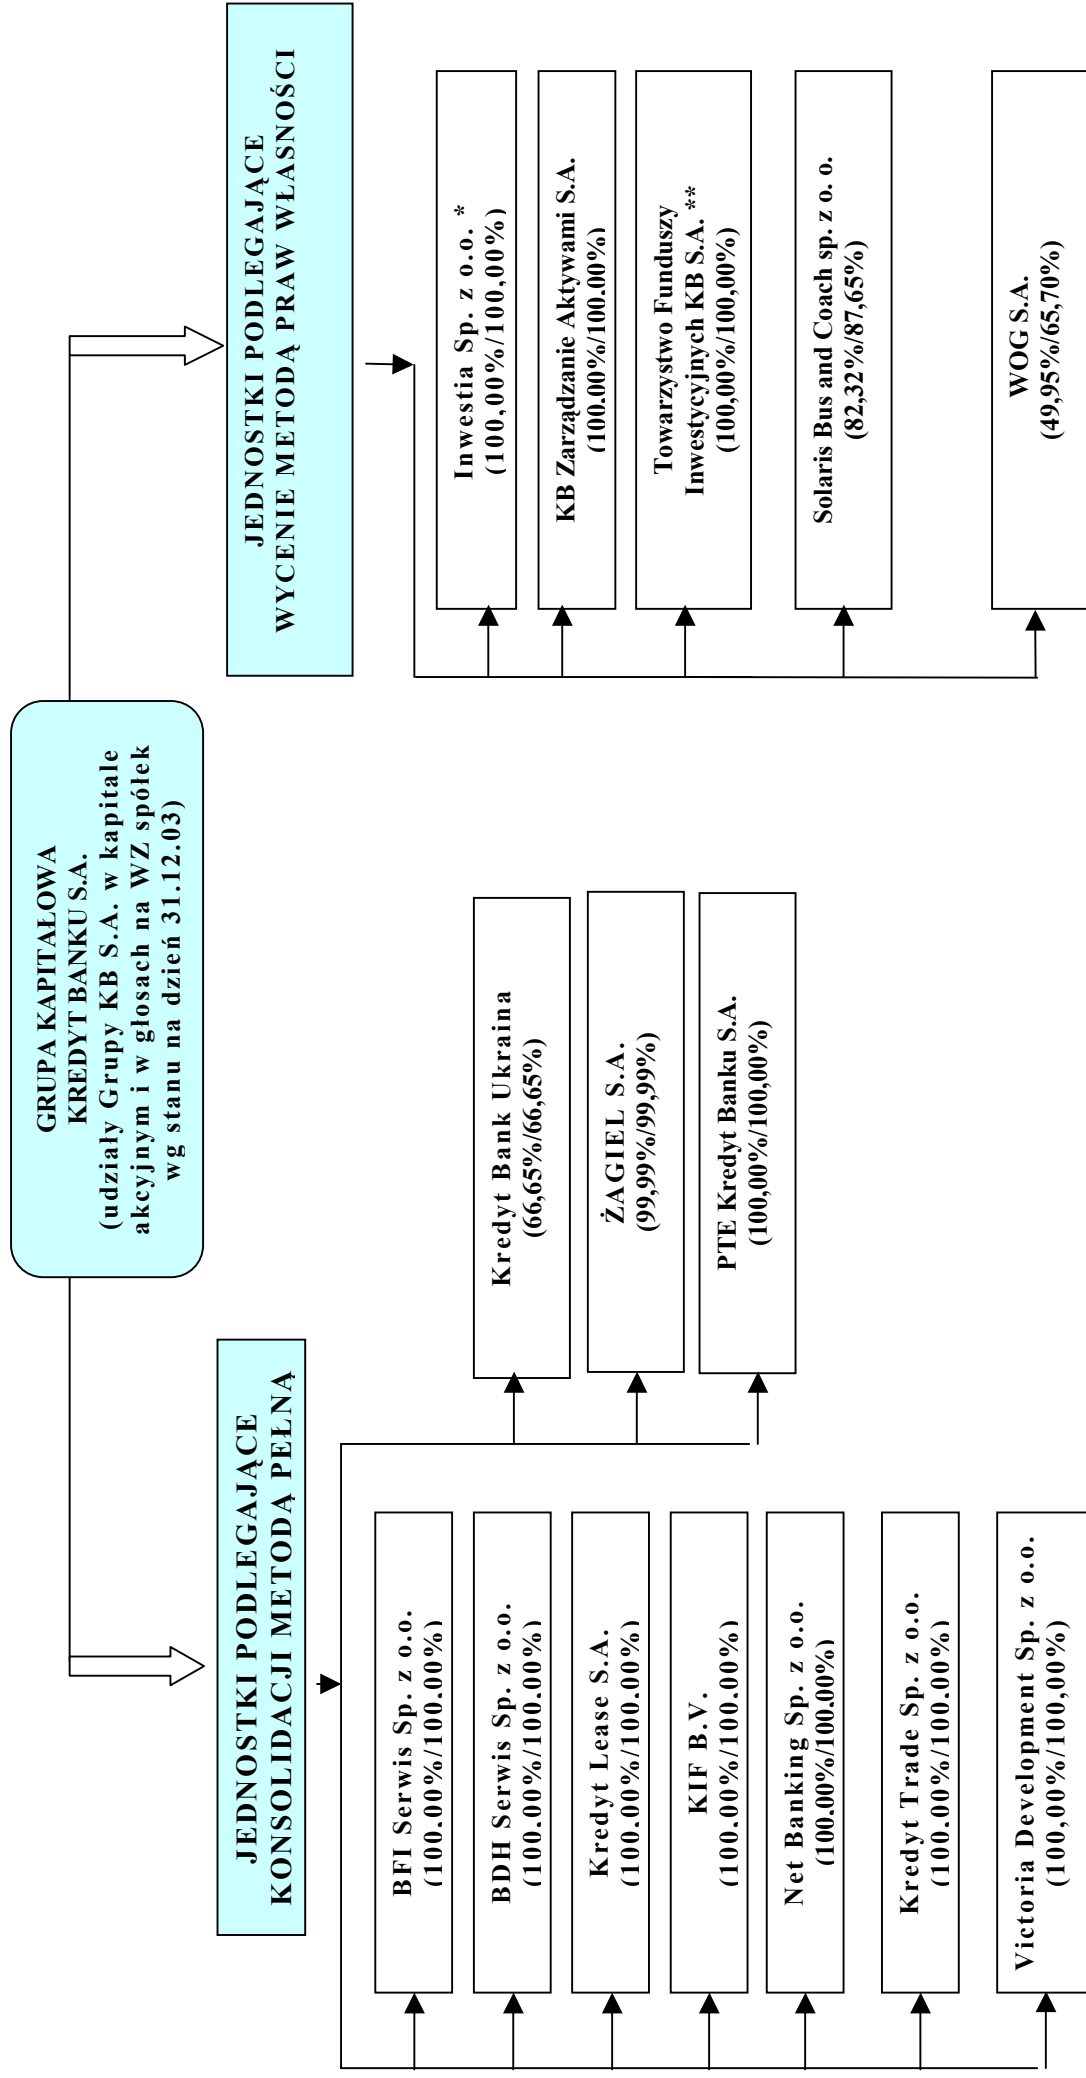 GRUPA KAPITAŁOWA
KREDYT BANKU S.A.
(udziały Grupy KB S.A. w kapitale
akcyjnym i w głosach na WZ spółek
wg stanu na dzień 31.12.03)
JEDNOSTKI PODLEGAJĄCE
KONSOLIDACJI METODĄ PEŁNĄ
BFI Serwis Sp. z o.o.
(100.00%/100.00%)
BDH Serwis Sp. z o.o.
(100.00%/100.00%)
Kredyt Lease S.A.
(100.00%/100.00%)
KIF B.V.
(100.00%/100.00%)
Net Banking Sp. z o.o.
(100.00%/100.00%)
Kredyt Trade Sp. z o.o.
(100.00%/100.00%)
Victoria Development Sp. z o.o.
(100,00%/100,00%)
Kredyt Bank Ukraina
(66,65%/66,65%)
ŻAGIEL S.A.
(99,99%/99,99%)
PTE Kredyt Banku S.A.
(100,00%/100,00%)
JEDNOSTKI PODLEGAJĄCE
WYCENIE METODĄ PRAW WŁASNOŚCI
Inwestia Sp. z o.o. *
(100,00%/100,00%)
KB Zarządzanie Aktywami S.A.
(100.00%/100.00%)
Towarzystwo Funduszy
Inwestycyjnych KB S.A. **
(100,00%/100,00%)
Solaris Bus and Coach sp. z o. o.
(82,32%/87,65%)
WOG S.A.
(49,95%/65,70%)